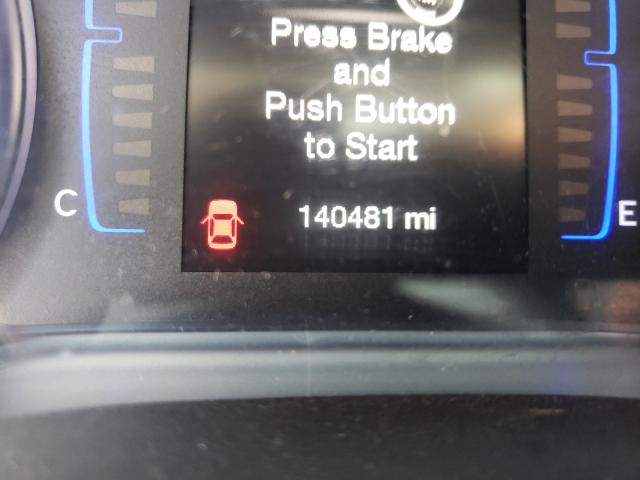 Press Brake
and
Push Button
to Start
C
E
140481 mi